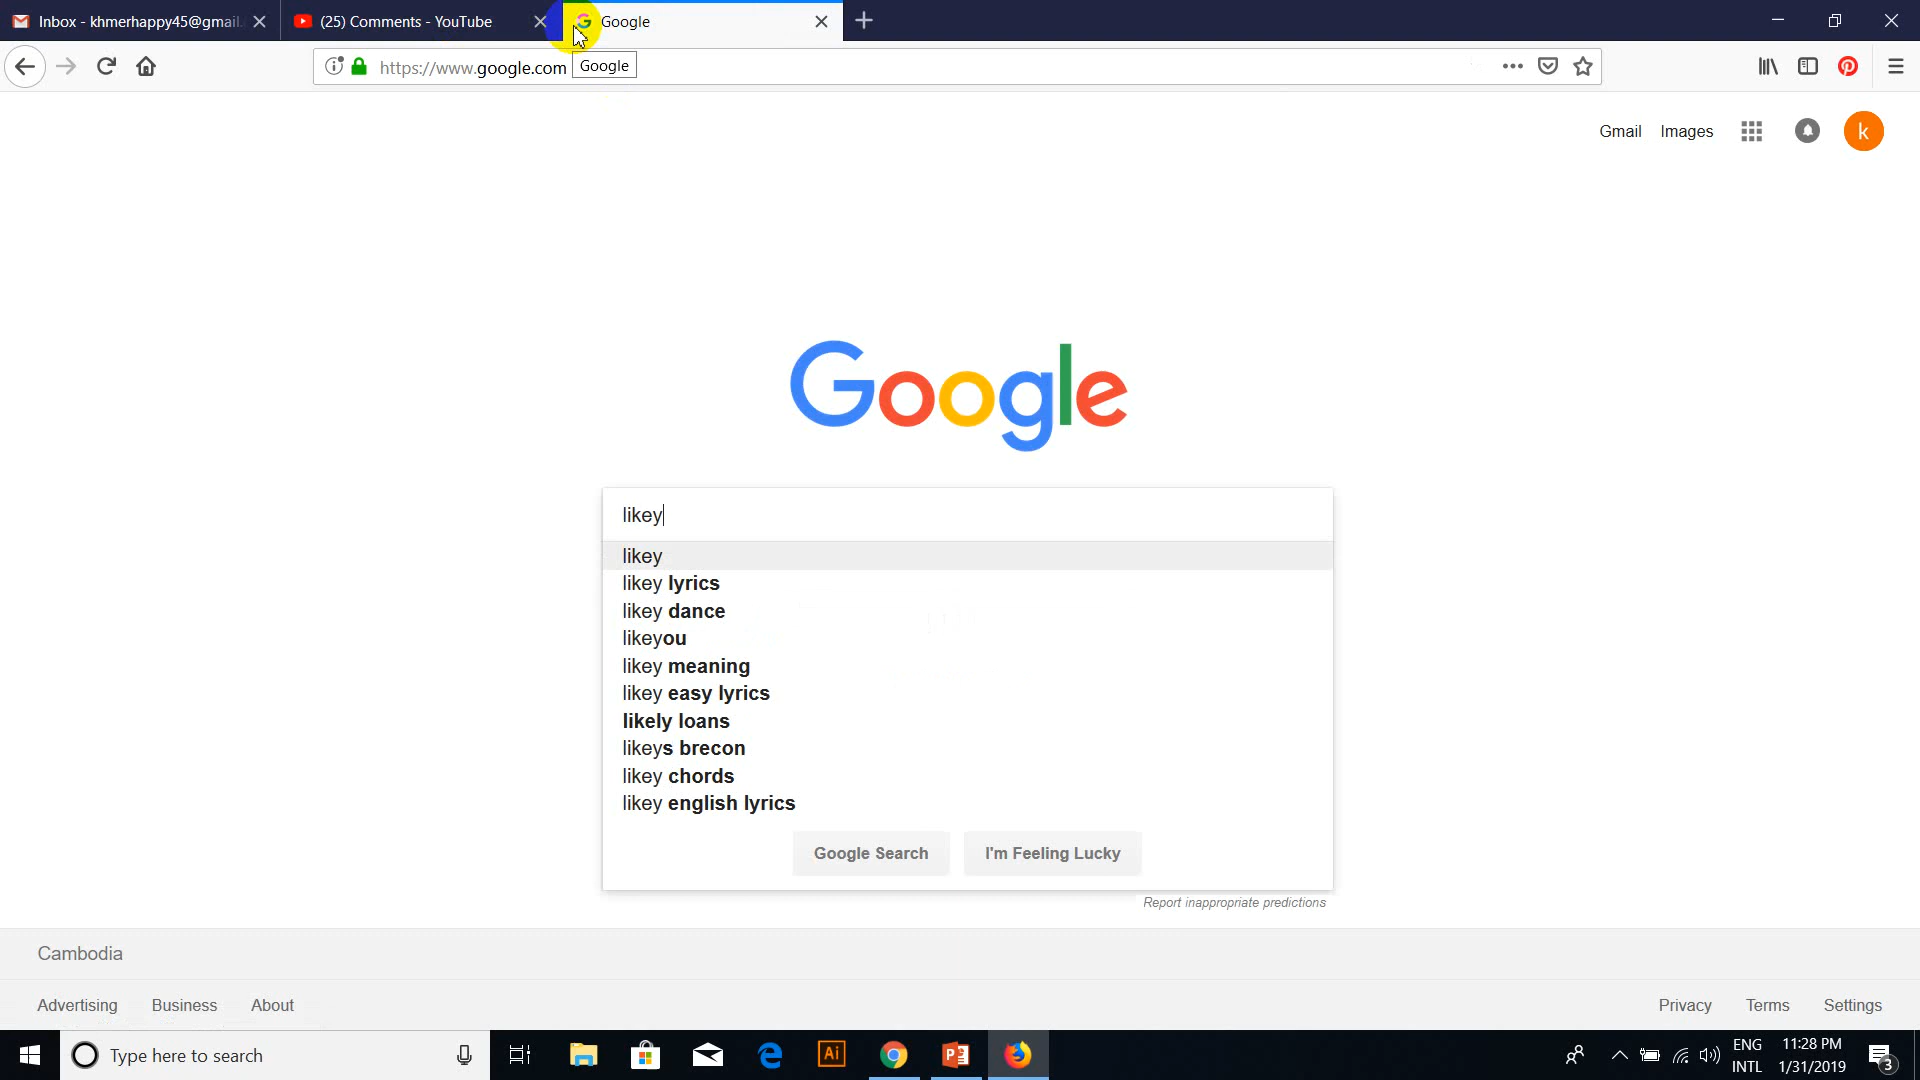 Inbox - khmerhappy45@gmail.
(25) Comments - YouTube
Google
https://www.google.com
Google
Gmail
Images
k
Google
likey
likey
likey lyrics
likey dance
likeyou
likey meaning
likey easy lyrics
likely loans
likeys brecon
likey chords
likey english lyrics
Google Search
I'm Feeling Lucky
Report inappropriate predictions
Cambodia
Advertising
Business
About
Privacy
Terms
Settings
Type here to search
Ai
ENG
INTL
11:28 PM
1/31/2019
3